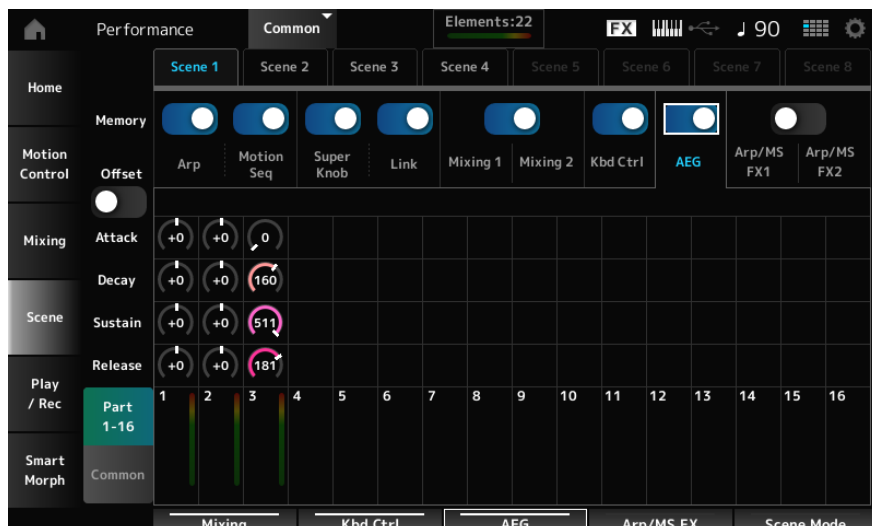 Performance
Common
Elements:22
FX
♩ 90
Home
Motion
Control
Mixing
Scene
Play
/ Rec
Smart
Morph
Scene 1
Scene 2
Scene 3
Scene 4
Scene 5
Scene 6
Scene 7
Scene 8
Memory
Arp
Motion
Seq
Super
Knob
Link
Mixing 1
Mixing 2
Kbd Ctrl
AEG
Arp/MS
FX1
Arp/MS
FX2
Offset
Attack +0 +0 0
Decay +0 +0 160
Sustain +0 +0 511
Release +0 +0 181
Part
1-16
1 2 3 4 5 6 7 8 9 10 11 12 13 14 15 16
Common
Mixing
Kbd Ctrl
AEG
Arp/MS FX
Scene Mode